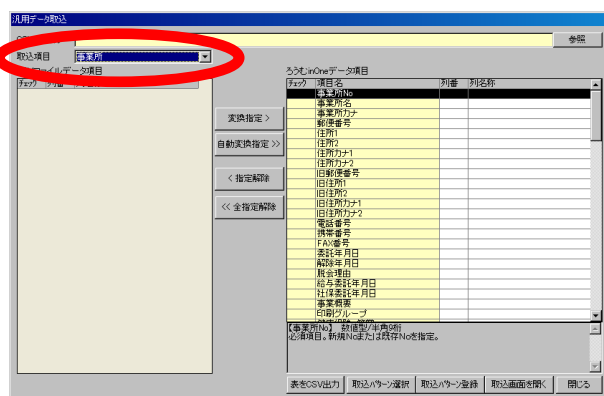 汎用データ取込
参照
取込項目 事業所
ファイルデータ項目
ろうむinOneデータ項目
チェック 列番
チェック 項目名 列番 列名称
事業所No
事業所名
事業所カナ
郵便番号
住所1
住所2
住所カナ1
住所カナ2
旧郵便番号
旧住所1
旧住所2
旧住所カナ1
旧住所カナ2
電話番号
携帯番号
FAX番号
委託年月日
解除年月日
脱会理由
給与委託年月日
社保委託年月日
事業概要
印刷グループ
変換指定 >
自動変換指定 >>
< 指定解除
<< 全指定解除
【事業所No】 数値型/半角9桁
必須項目。新規Noまたは既存Noを指定。
表をCSV出力 取込パターン選択 取込パターン登録 取込画面を開く 閉じる